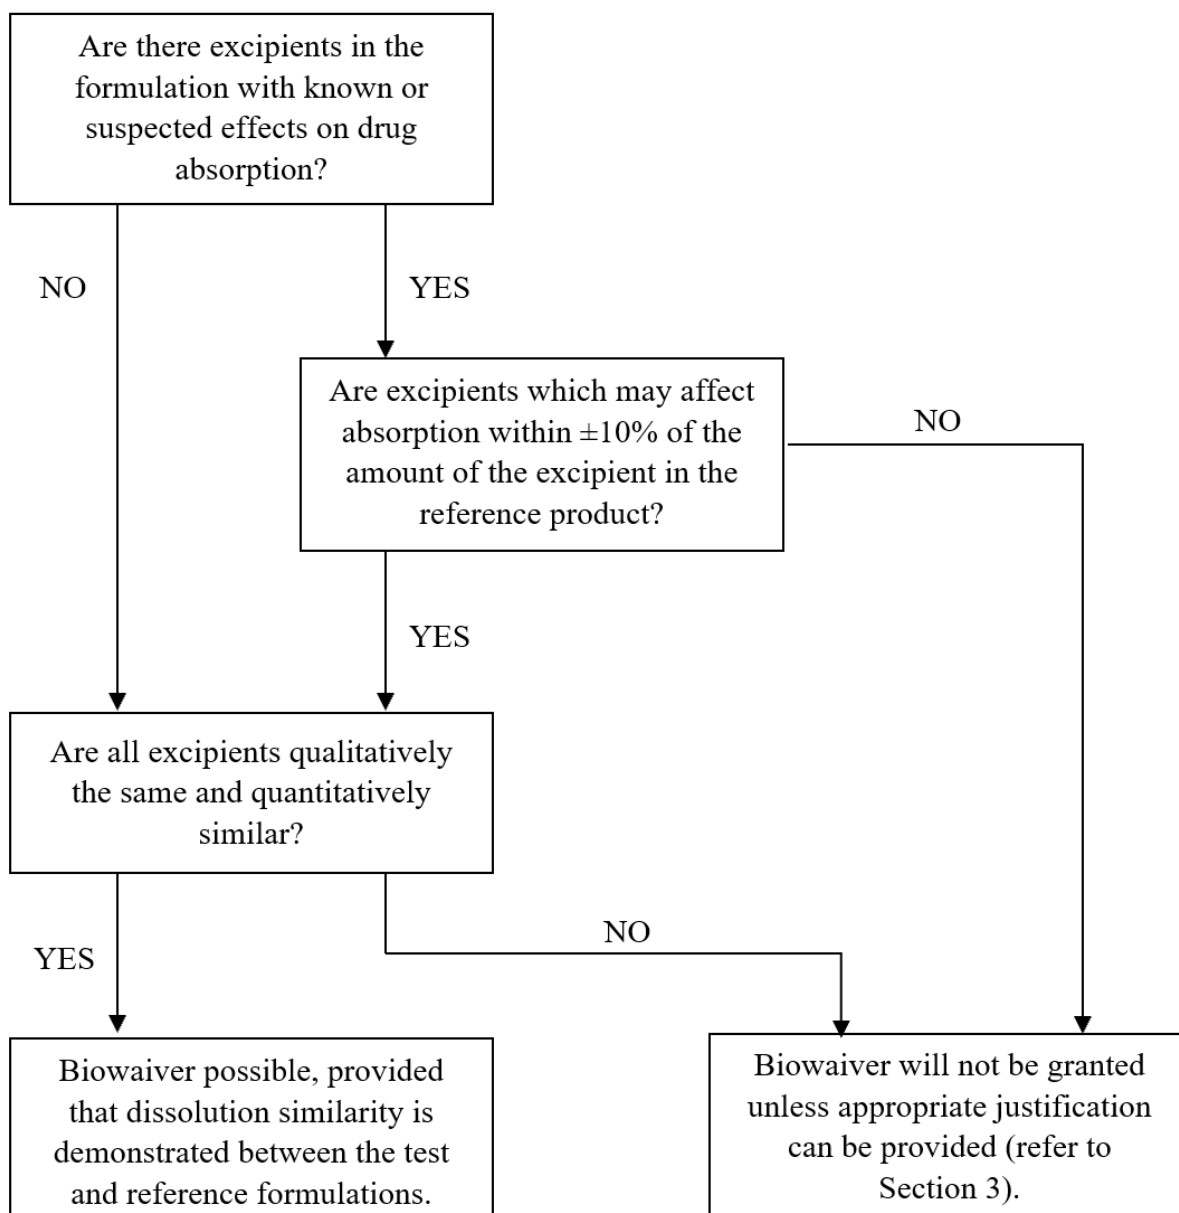 Are there excipients in the
formulation with known or
suspected effects on drug
absorption?
NO
YES
Are excipients which may affect
absorption within ±10% of the
amount of the excipient in the
reference product?
NO
YES
Are all excipients qualitatively
the same and quantitatively
similar?
YES
NO
Biowaiver possible, provided
that dissolution similarity is
demonstrated between the test
and reference formulations.
Biowaiver will not be granted
unless appropriate justification
can be provided (refer to
Section 3).